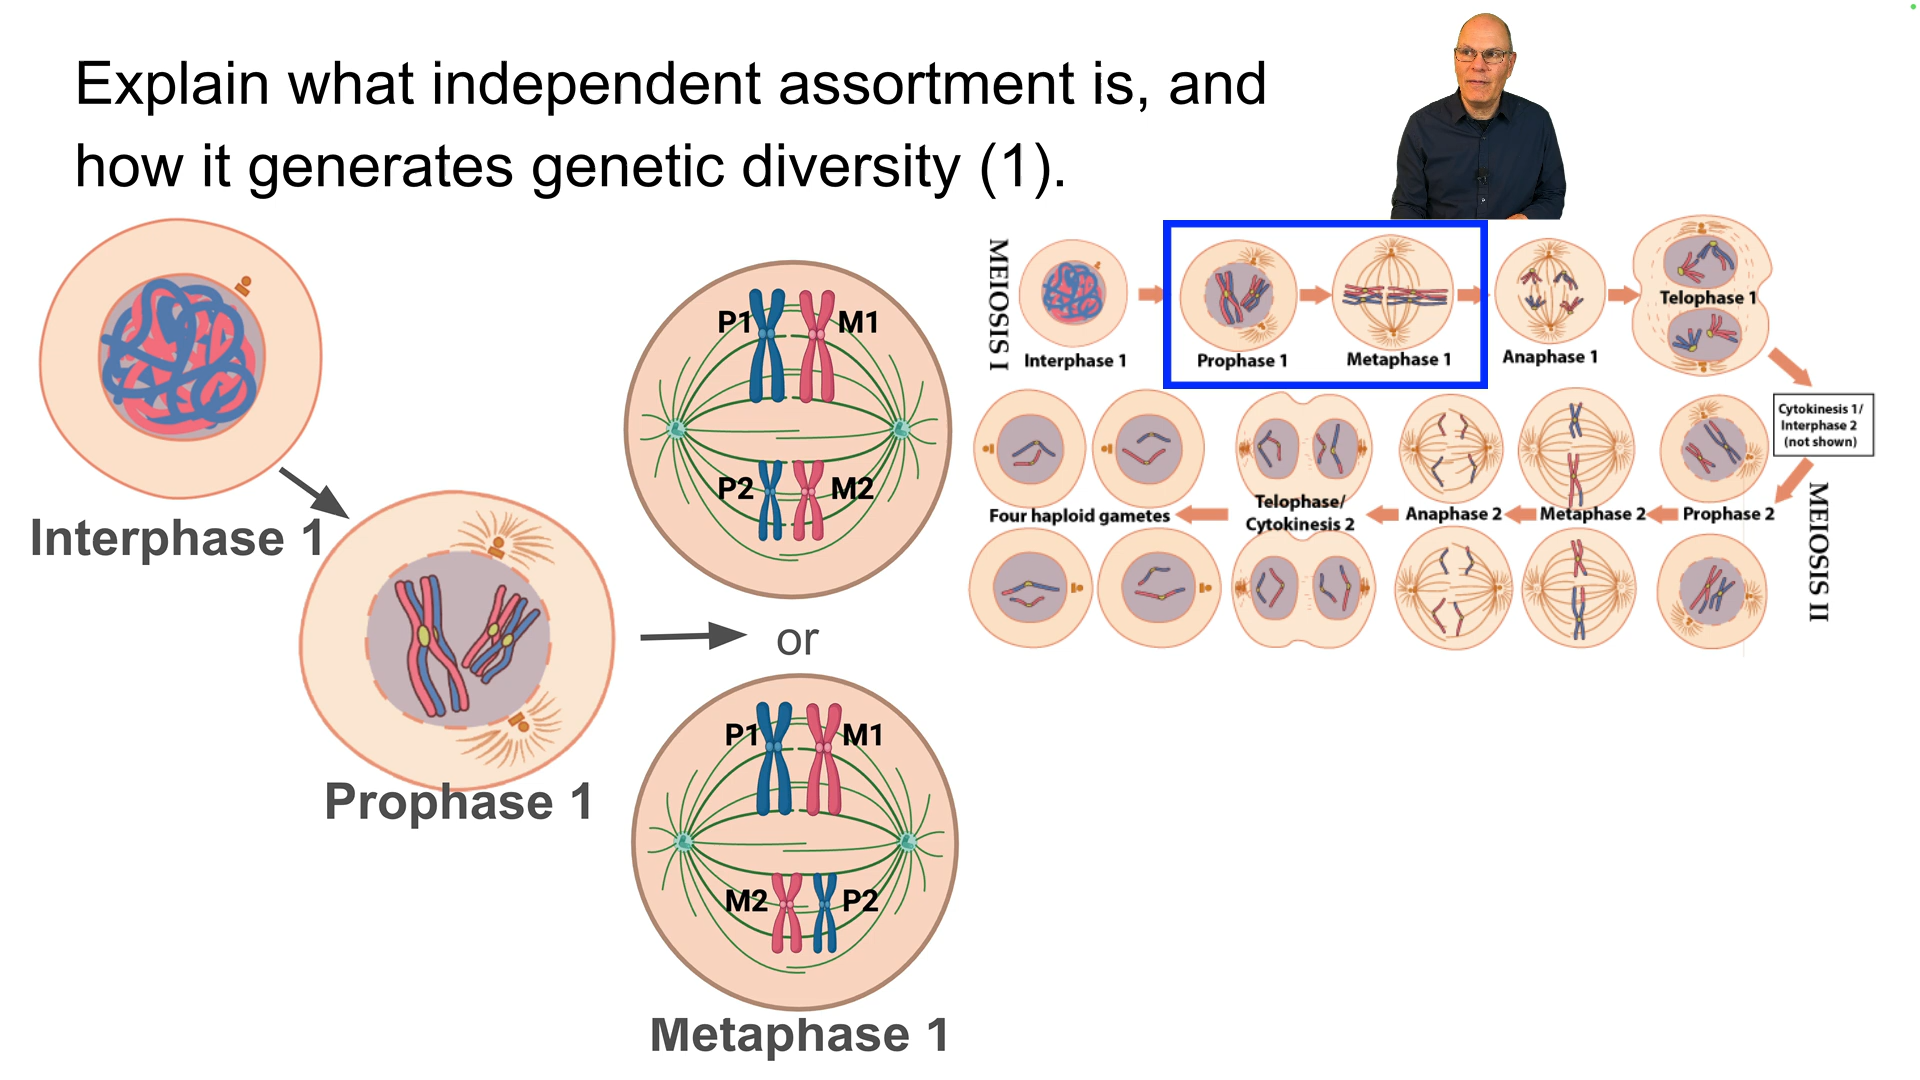 Explain what independent assortment is, and
how it generates genetic diversity (1).
Interphase 1
Prophase 1
P1 M1
P2 M2
or
P1 M1
M2 P2
Metaphase 1
MEIOSIS I
Interphase 1
Prophase 1
Metaphase 1
Anaphase 1
Telophase 1
Cytokinesis 1/
Interphase 2
(not shown)
MEIOSIS II
Prophase 2
Metaphase 2
Anaphase 2
Telophase/
Cytokinesis 2
Four haploid gametes